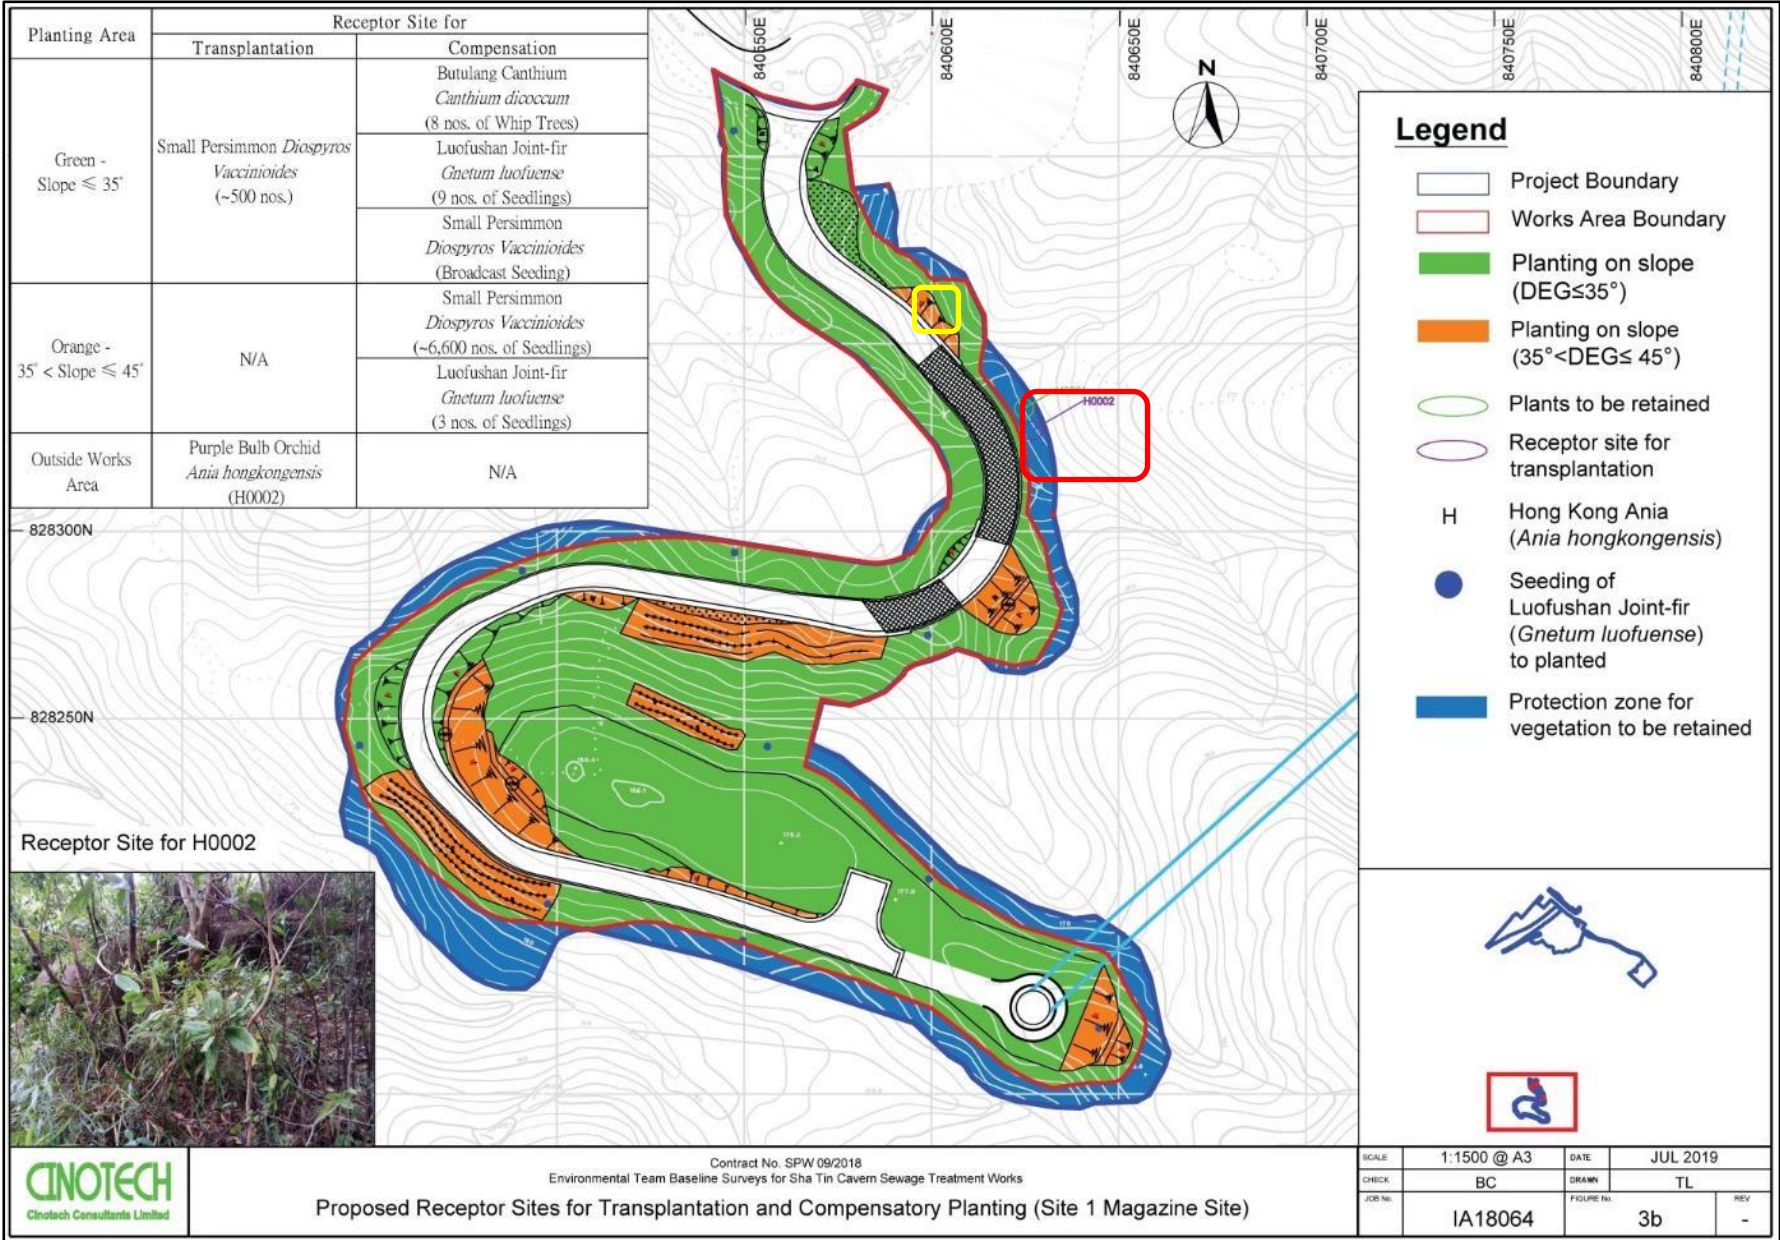 Planting Area
Receptor Site for
Transplantation
Compensation
Green -
Slope ≤ 35°
Small Persimmon Diospyros
Vaccinioides
(~500 nos.)
Butulang Canthium
Canthium dicoccum
(8 nos. of Whip Trees)
Luofushan Joint-fir
Gnetum luofuense
(9 nos. of Seedlings)
Small Persimmon
Diospyros Vaccinioides
(Broadcast Seeding)
Orange -
35° < Slope ≤ 45°
N/A
Small Persimmon
Diospyros Vaccinioides
(~6,600 nos. of Seedlings)
Luofushan Joint-fir
Gnetum luofuense
(3 nos. of Seedlings)
Outside Works
Area
Purple Bulb Orchid
Ania hongkongensis
(H0002)
N/A
840550E
840600E
840650E
840700E
840750E
840800E
N
828300N
828250N
H0002
Legend
Project Boundary
Works Area Boundary
Planting on slope
(DEG≤35°)
Planting on slope
(35°<DEG≤ 45°)
Plants to be retained
Receptor site for
transplantation
H
Hong Kong Ania
(Ania hongkongensis)
Seeding of
Luofushan Joint-fir
(Gnetum luofuense)
to planted
Protection zone for
vegetation to be retained
Receptor Site for H0002
CINOTECH
Cinotech Consultants Limited
Contract No. SPW 09/2018
Environmental Team Baseline Surveys for Sha Tin Cavern Sewage Treatment Works
Proposed Receptor Sites for Transplantation and Compensatory Planting (Site 1 Magazine Site)
SCALE
1:1500 @ A3
DATE
JUL 2019
CHECK
BC
DRAWN
TL
JOB No.
IA18064
FIGURE No.
3b
REV
-